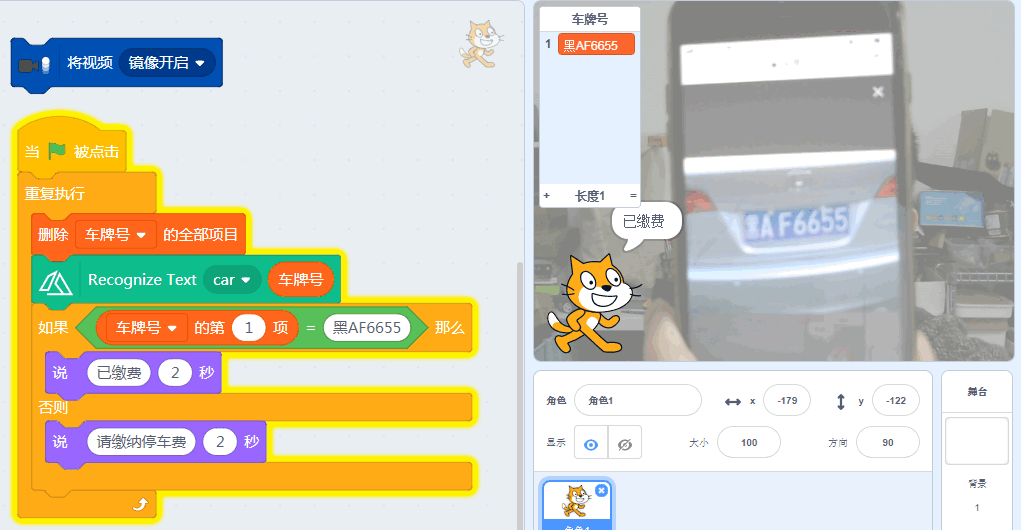 将视频 镜像开启
当 被点击
重复执行
删除 车牌号 的全部项目
Recognize Text car 车牌号
如果 车牌号 的第 1 项 = 黑AF6655 那么
说 已缴费 2 秒
否则
说 请缴纳停车费 2 秒
车牌号
1 黑AF6655
+ 长度1 =
已缴费
黑AF6655
角色 角色1 x -179 y -122
显示 大小 100 方向 90
角色1
舞台
背景
1